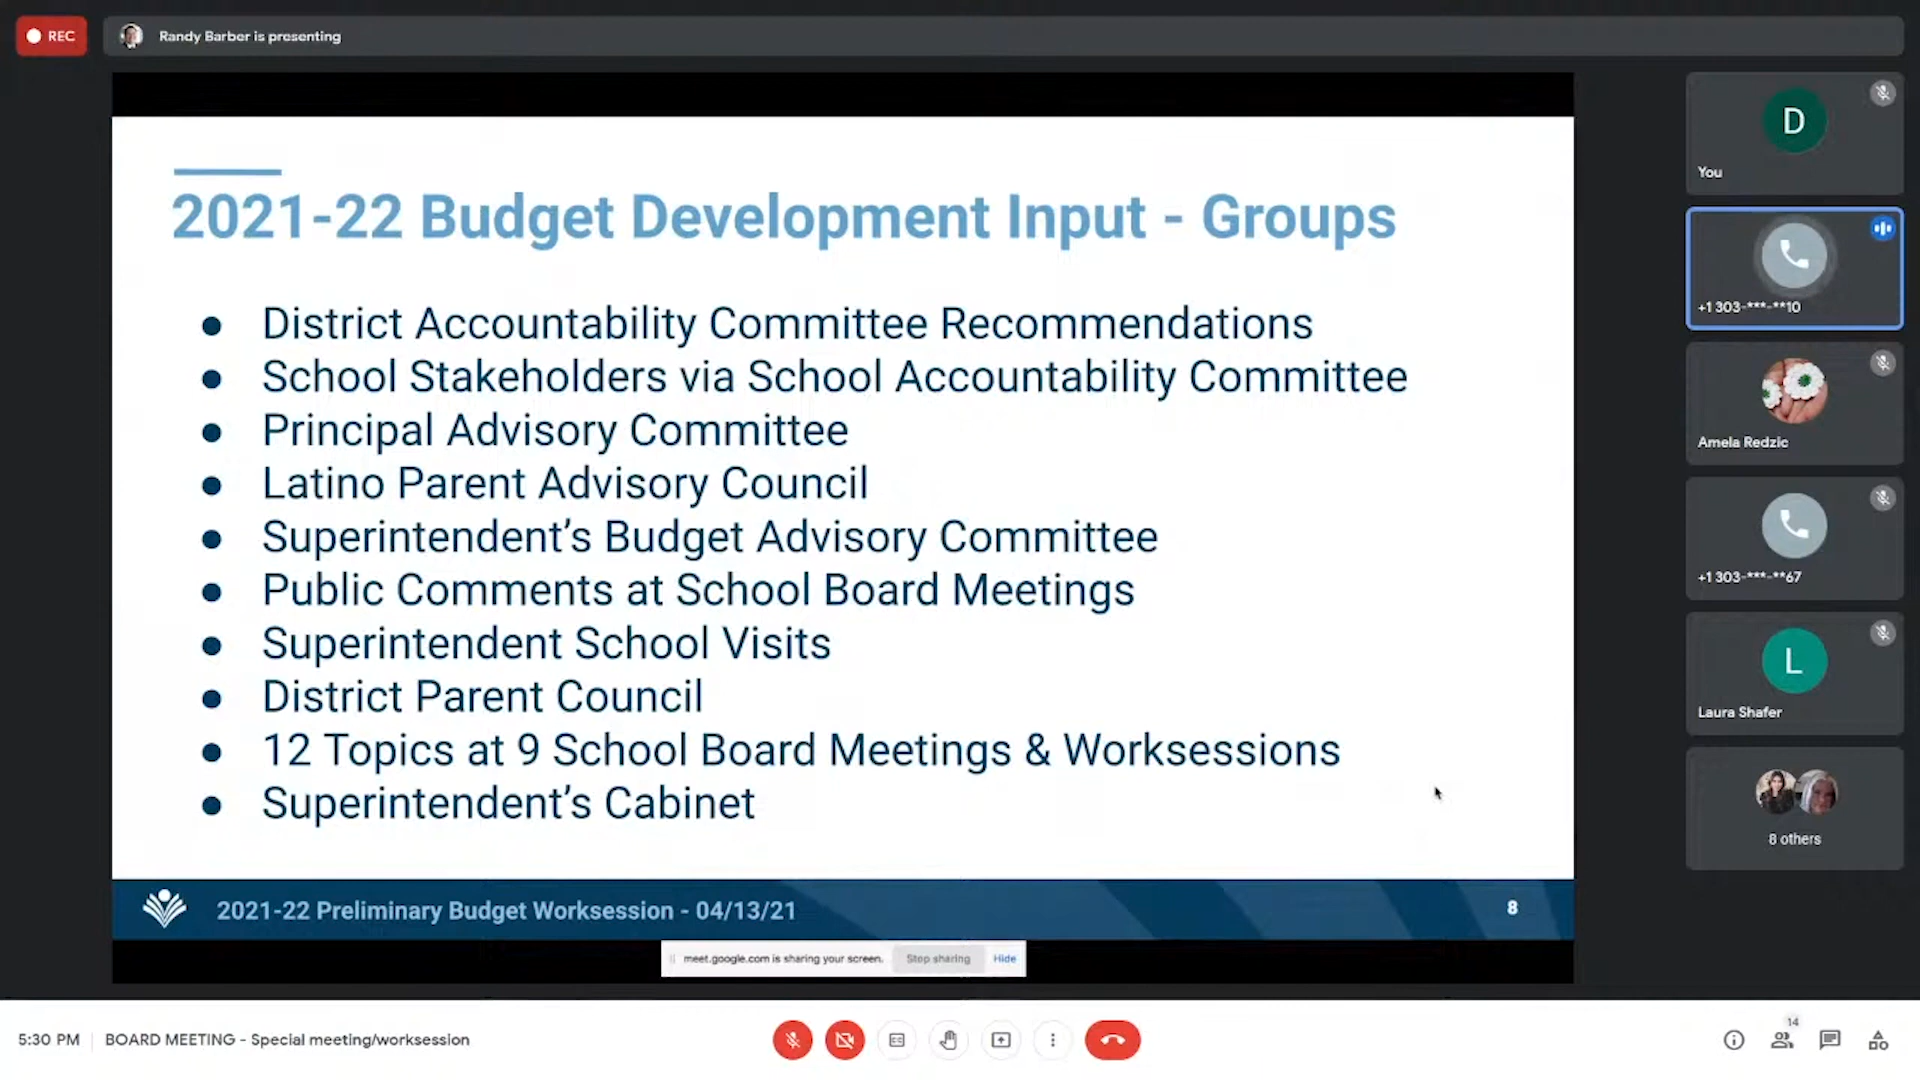 REC
Randy Barber is presenting
2021-22 Budget Development Input - Groups
● District Accountability Committee Recommendations
● School Stakeholders via School Accountability Committee
● Principal Advisory Committee
● Latino Parent Advisory Council
● Superintendent’s Budget Advisory Committee
● Public Comments at School Board Meetings
● Superintendent School Visits
● District Parent Council
● 12 Topics at 9 School Board Meetings & Worksessions
● Superintendent’s Cabinet
2021-22 Preliminary Budget Worksession - 04/13/21
8
meet.google.com is sharing your screen. Stop sharing Hide
D
You
+1 303-***-**10
Amela Redzic
+1 303-***-**67
L
Laura Shafer
8 others
5:30 PM | BOARD MEETING - Special meeting/worksession
CC
14